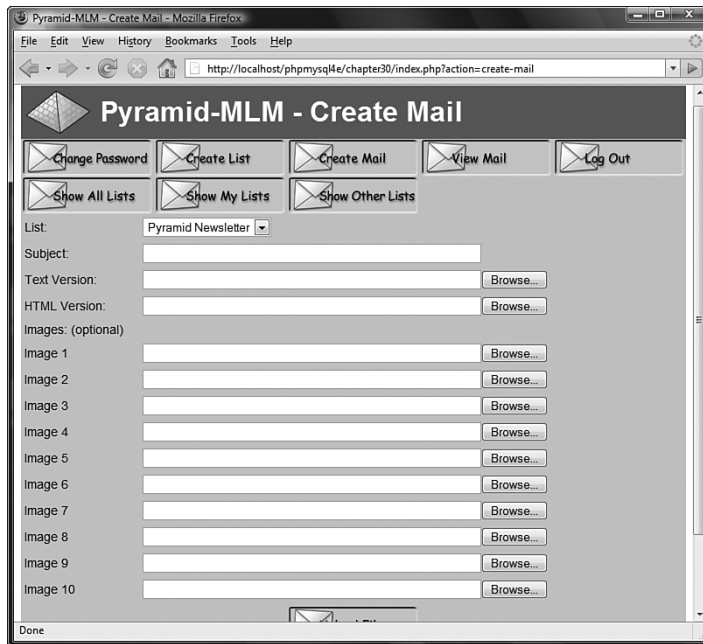 Pyramid-MLM - Create Mail - Mozilla Firefox
File Edit View History Bookmarks Tools Help
http://localhost/phpmysql4e/chapter30/index.php?action=create-mail
Pyramid-MLM - Create Mail
Change Password Create List Create Mail View Mail Log Out
Show All Lists Show My Lists Show Other Lists
List: Pyramid Newsletter
Subject:
Text Version: Browse...
HTML Version: Browse...
Images: (optional)
Image 1 Browse...
Image 2 Browse...
Image 3 Browse...
Image 4 Browse...
Image 5 Browse...
Image 6 Browse...
Image 7 Browse...
Image 8 Browse...
Image 9 Browse...
Image 10 Browse...
Done